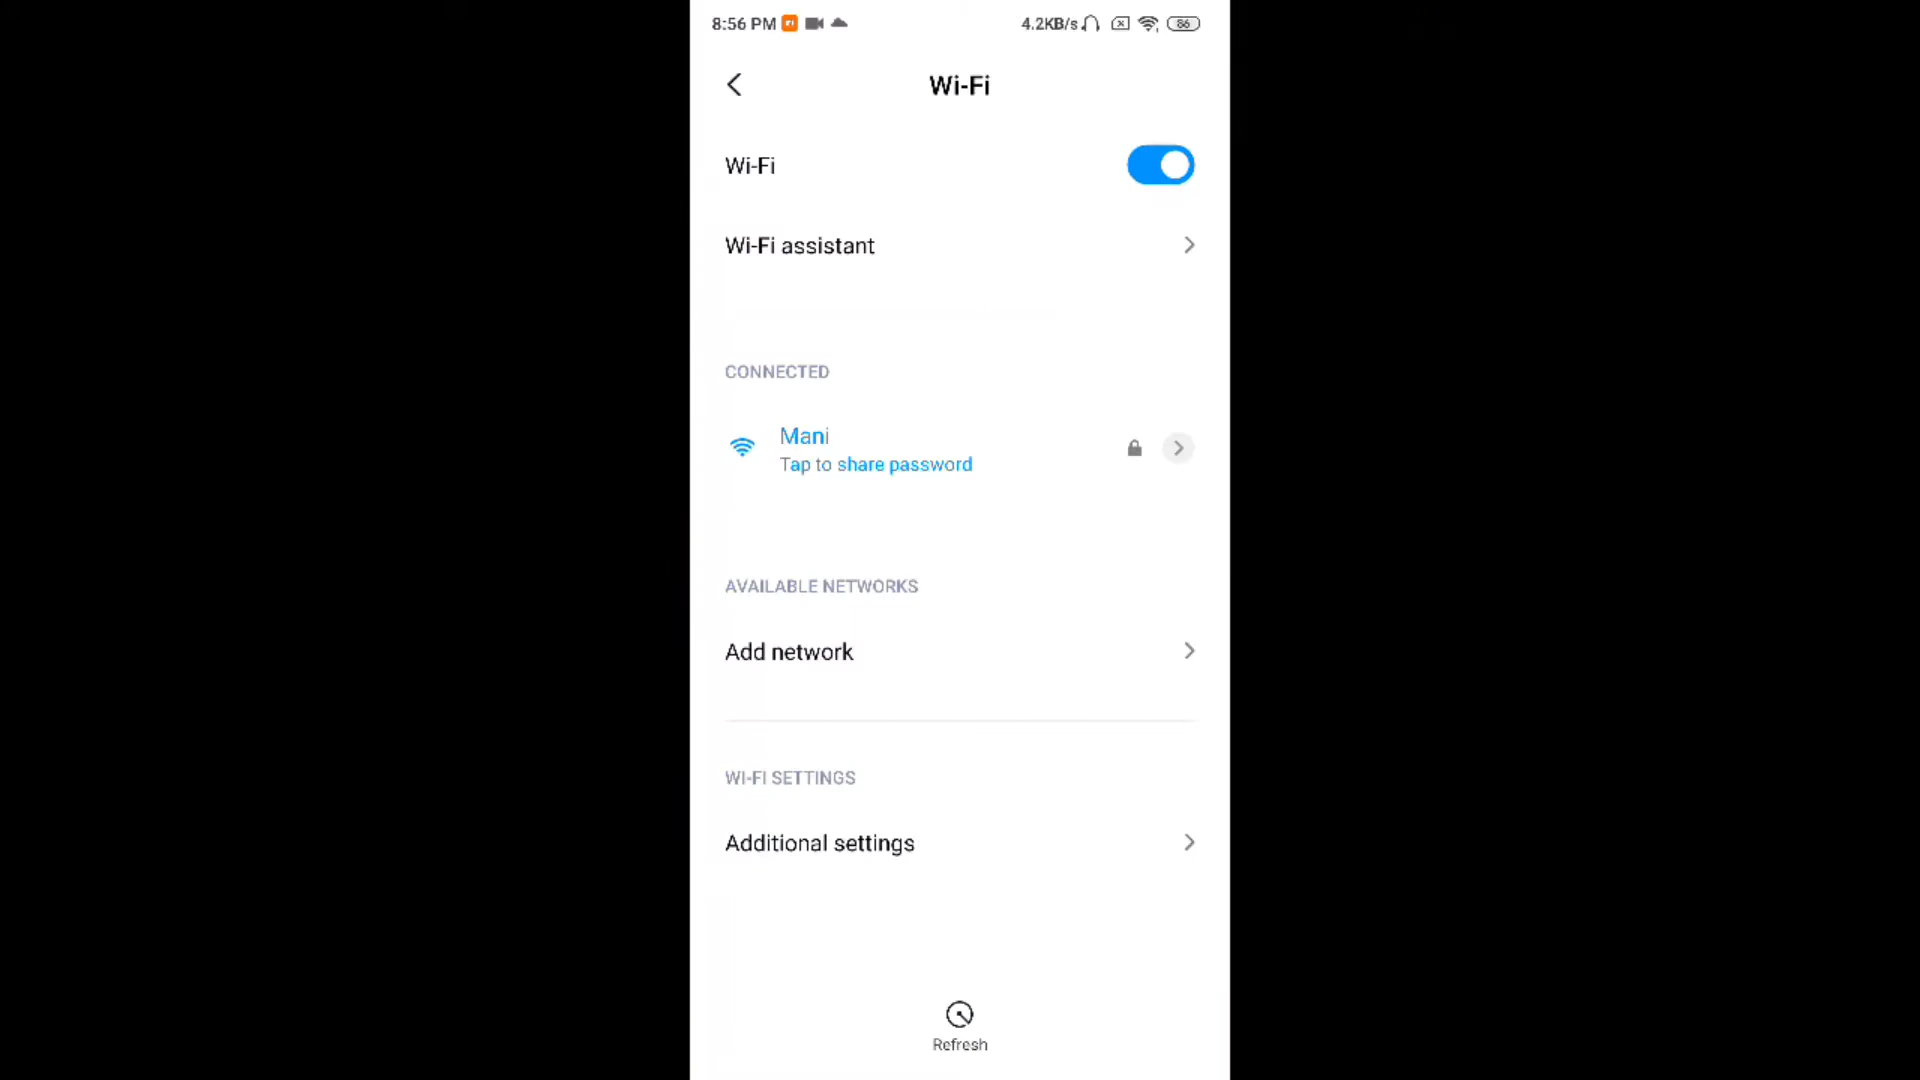 8:56 PM 4.2KB/s 86
Wi-Fi
Wi-Fi
Wi-Fi assistant
CONNECTED
Mani
Tap to share password
AVAILABLE NETWORKS
Add network
WI-FI SETTINGS
Additional settings
Refresh